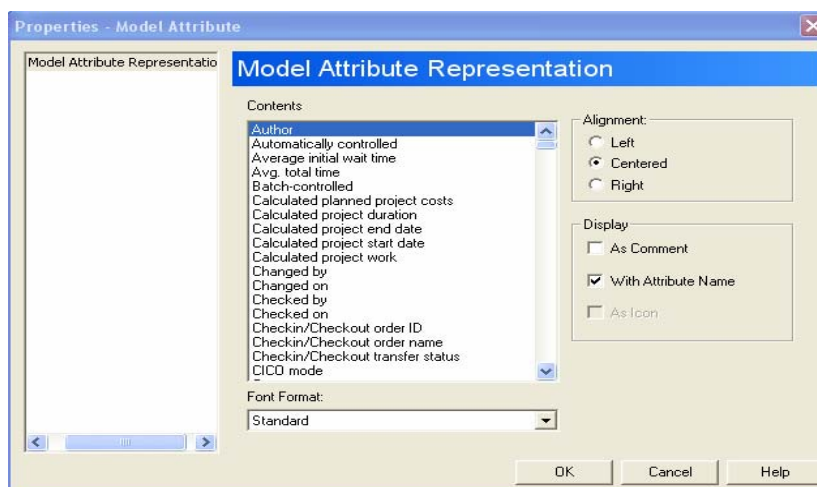 Properties - Model Attribute
Model Attribute Representatio
Model Attribute Representation
Contents
Author
Automatically controlled
Average initial wait time
Avg. total time
Batch-controlled
Calculated planned project costs
Calculated project duration
Calculated project end date
Calculated project start date
Calculated project work
Changed by
Changed on
Checked by
Checked on
Checkin/Checkout order ID
Checkin/Checkout order name
Checkin/Checkout transfer status
CICO mode
Font Format:
Standard
Alignment:
Left
Centered
Right
Display
As Comment
With Attribute Name
As Icon
OK
Cancel
Help